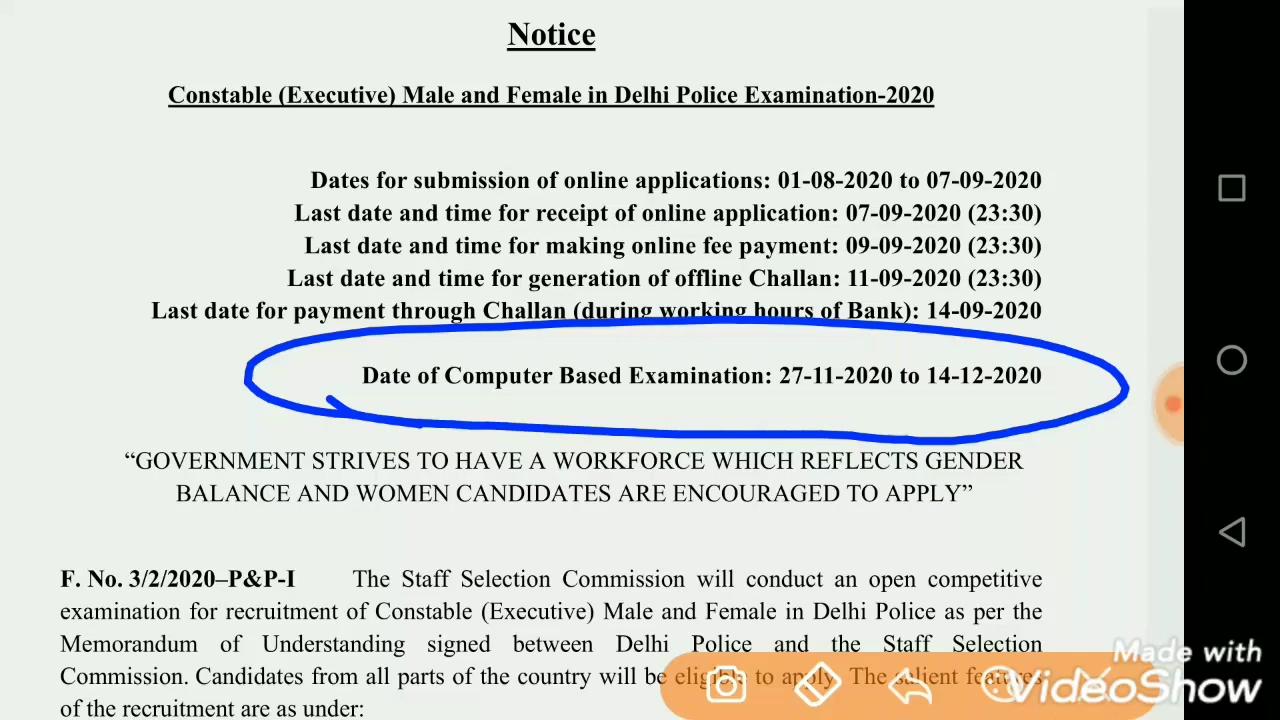 Notice
Constable (Executive) Male and Female in Delhi Police Examination-2020
Dates for submission of online applications: 01-08-2020 to 07-09-2020
Last date and time for receipt of online application: 07-09-2020 (23:30)
Last date and time for making online fee payment: 09-09-2020 (23:30)
Last date and time for generation of offline Challan: 11-09-2020 (23:30)
Last date for payment through Challan (during working hours of Bank): 14-09-2020
Date of Computer Based Examination: 27-11-2020 to 14-12-2020
“GOVERNMENT STRIVES TO HAVE A WORKFORCE WHICH REFLECTS GENDER
BALANCE AND WOMEN CANDIDATES ARE ENCOURAGED TO APPLY”
F. No. 3/2/2020–P&P-I The Staff Selection Commission will conduct an open competitive
examination for recruitment of Constable (Executive) Male and Female in Delhi Police as per the
Memorandum of Understanding signed between Delhi Police and the Staff Selection
Commission. Candidates from all parts of the country will be eligible to apply. The salient features
of the recruitment are as under:
Made with
VideoShow